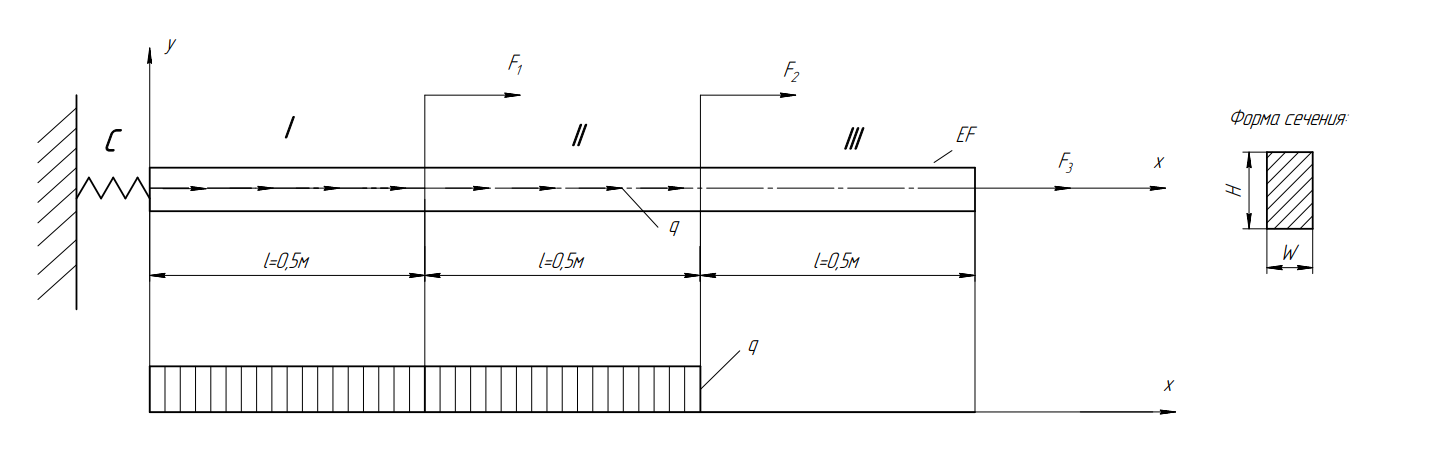 y
F₁
F₂
C
I
II
III
EF
F₃
x
Форма сечения:
H
W
q
l=0,5м
l=0,5м
l=0,5м
q
x